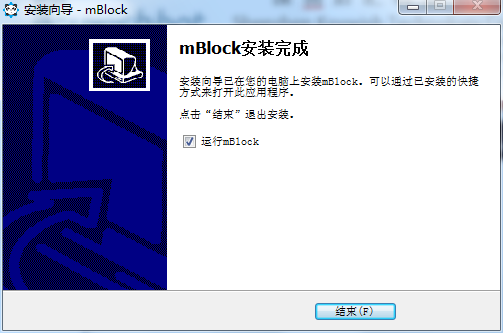 安装向导 - mBlock
mBlock安装完成
安装向导已在您的电脑上安装mBlock。可以通过已安装的快捷
方式来打开此应用程序。
点击“结束”退出安装。
运行mBlock
结束(F)